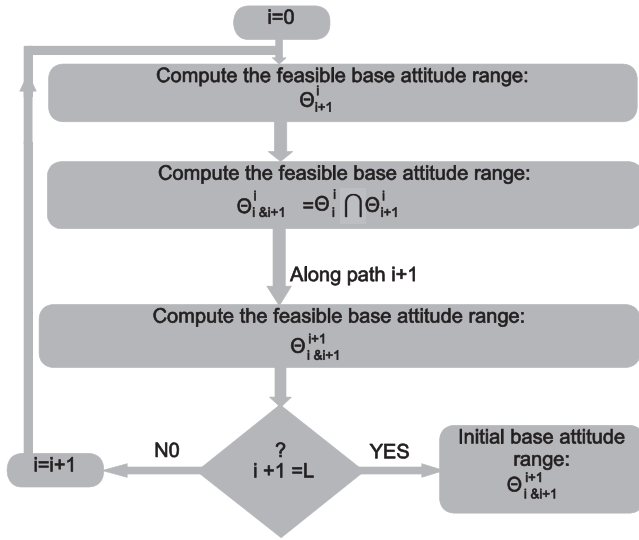 i=0
Compute the feasible base attitude range:
Θ^i_{i+1}
Compute the feasible base attitude range:
Θ^i_{i &i+1} =Θ^i_i ⋂Θ^i_{i+1}
Along path i+1
Compute the feasible base attitude range:
Θ^{i+1}_{i &i+1}
?
i +1 =L
N0
YES
i=i+1
Initial base attitude
range:
Θ^{i+1}_{i &i+1}